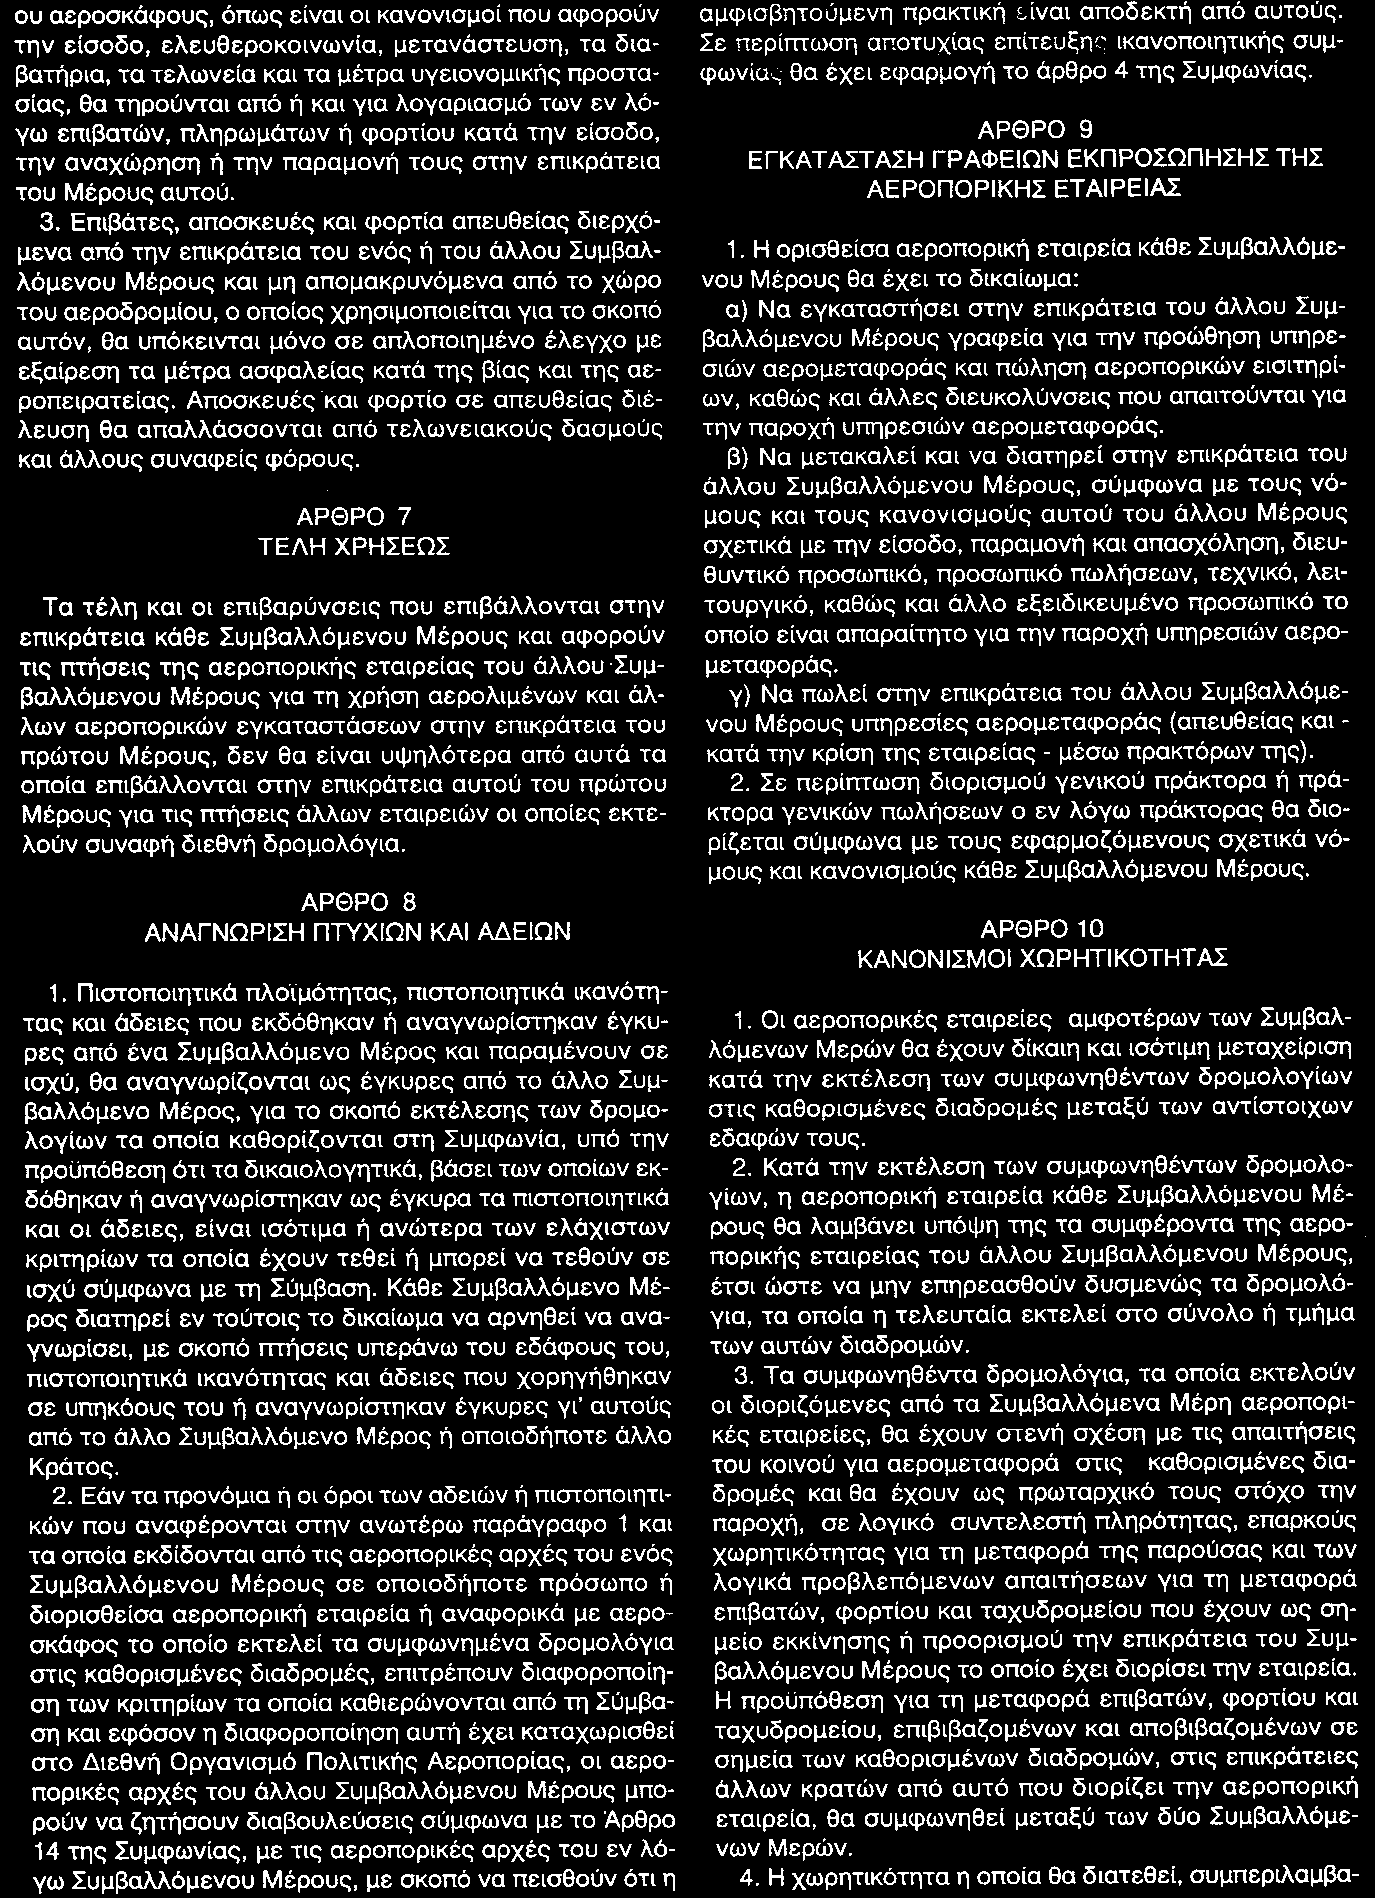 ου αεροσκάφους, όπως είναι οι κανονισμοί που αφορούν
την είσοδο, ελευθεροκοινωνία, μετανάστευση, τα δια-
βατήρια, τα τελωνεία και τα μέτρα υγειονομικής προστα-
σίας, θα τηρούνται από ή και για λογαριασμό των εν λό-
γω επιβατών, πληρωμάτων ή φορτίου κατά την είσοδο,
την αναχώρηση ή την παραμονή τους στην επικράτεια
του Μέρους αυτού.
3. Επιβάτες, αποσκευές και φορτία απευθείας διερχό-
μενα από την επικράτεια του ενός ή του άλλου Συμβαλ-
λόμενου Μέρους και μη απομακρυνόμενα από το χώρο
του αεροδρομίου, ο οποίος χρησιμοποιείται για το σκοπό
αυτόν, θα υπόκεινται μόνο σε απλοποιημένο έλεγχο με
εξαίρεση τα μέτρα ασφαλείας κατά της βίας και της αε-
ροπειρατείας. Αποσκευές και φορτίο σε απευθείας διέ-
λευση θα απαλλάσσονται από τελωνειακούς δασμούς
και άλλους συναφείς φόρους.
ΑΡΘΡΟ 7
ΤΕΛΗ ΧΡΗΣΕΩΣ
Τα τέλη και οι επιβαρύνσεις που επιβάλλονται στην
επικράτεια κάθε Συμβαλλόμενου Μέρους και αφορούν
τις πτήσεις της αεροπορικής εταιρείας του άλλου Συμ-
βαλλόμενου Μέρους για τη χρήση αερολιμένων και άλ-
λων αεροπορικών εγκαταστάσεων στην επικράτεια του
πρώτου Μέρους, δεν θα είναι υψηλότερα από αυτά τα
οποία επιβάλλονται στην επικράτεια αυτού του πρώτου
Μέρους για τις πτήσεις άλλων εταιρειών οι οποίες εκτε-
λούν συναφή διεθνή δρομολόγια.
ΑΡΘΡΟ 8
ΑΝΑΓΝΩΡΙΣΗ ΠΤΥΧΙΩΝ ΚΑΙ ΑΔΕΙΩΝ
1. Πιστοποιητικά πλοϊμότητας, πιστοποιητικά ικανότη-
τας και άδειες που εκδόθηκαν ή αναγνωρίστηκαν έγκυ-
ρες από ένα Συμβαλλόμενο Μέρος και παραμένουν σε
ισχύ, θα αναγνωρίζονται ως έγκυρες από το άλλο Συμ-
βαλλόμενο Μέρος, για το σκοπό εκτέλεσης των δρομο-
λογίων τα οποία καθορίζονται στη Συμφωνία, υπό την
προϋπόθεση ότι τα δικαιολογητικά, βάσει των οποίων εκ-
δόθηκαν ή αναγνωρίστηκαν ως έγκυρα τα πιστοποιητικά
και οι άδειες, είναι ισότιμα ή ανώτερα των ελάχιστων
κριτηρίων τα οποία έχουν τεθεί ή μπορεί να τεθούν σε
ισχύ σύμφωνα με τη Σύμβαση. Κάθε Συμβαλλόμενο Μέ-
ρος διατηρεί εν τούτοις το δικαίωμα να αρνηθεί να ανα-
γνωρίσει, με σκοπό πτήσεις υπεράνω του εδάφους του,
πιστοποιητικά ικανότητας και άδειες που χορηγήθηκαν
σε υπηκόους του ή αναγνωρίστηκαν έγκυρες γι' αυτούς
από το άλλο Συμβαλλόμενο Μέρος ή οποιοδήποτε άλλο
Κράτος.
2. Εάν τα προνόμια ή οι όροι των αδειών ή πιστοποιητι-
κών που αναφέρονται στην ανωτέρω παράγραφο 1 και
τα οποία εκδίδονται από τις αεροπορικές αρχές του ενός
Συμβαλλόμενου Μέρους σε οποιοδήποτε πρόσωπο ή
διορισθείσα αεροπορική εταιρεία ή αναφορικά με αερο-
σκάφος το οποίο εκτελεί τα συμφωνημένα δρομολόγια
στις καθορισμένες διαδρομές, επιτρέπουν διαφοροποίη-
ση των κριτηρίων τα οποία καθιερώνονται από τη Σύμβα-
ση και εφόσον η διαφοροποίηση αυτή έχει καταχωρισθεί
στο Διεθνή Οργανισμό Πολιτικής Αεροπορίας, οι αερο-
πορικές αρχές του άλλου Συμβαλλόμενου Μέρους μπο-
ρούν να ζητήσουν διαβουλεύσεις σύμφωνα με το Άρθρο
14 της Συμφωνίας, με τις αεροπορικές αρχές του εν λό-
γω Συμβαλλόμενου Μέρους, με σκοπό να πεισθούν ότι η
αμφισβητούμενη πρακτική είναι αποδεκτή από αυτούς.
Σε περίπτωση αποτυχίας επίτευξης ικανοποιητικής συμ-
φωνίας θα έχει εφαρμογή το άρθρο 4 της Συμφωνίας.
ΑΡΘΡΟ 9
ΕΓΚΑΤΑΣΤΑΣΗ ΓΡΑΦΕΙΩΝ ΕΚΠΡΟΣΩΠΗΣΗΣ ΤΗΣ
ΑΕΡΟΠΟΡΙΚΗΣ ΕΤΑΙΡΕΙΑΣ
1. Η ορισθείσα αεροπορική εταιρεία κάθε Συμβαλλόμε-
νου Μέρους θα έχει το δικαίωμα:
α) Να εγκαταστήσει στην επικράτεια του άλλου Συμ-
βαλλόμενου Μέρους γραφεία για την προώθηση υπηρε-
σιών αερομεταφοράς και πώληση αεροπορικών εισιτηρί-
ων, καθώς και άλλες διευκολύνσεις που απαιτούνται για
την παροχή υπηρεσιών αερομεταφοράς.
β) Να μετακαλεί και να διατηρεί στην επικράτεια του
άλλου Συμβαλλόμενου Μέρους, σύμφωνα με τους νό-
μους και τους κανονισμούς αυτού του άλλου Μέρους
σχετικά με την είσοδο, παραμονή και απασχόληση, διευ-
θυντικό προσωπικό, προσωπικό πωλήσεων, τεχνικό, λει-
τουργικό, καθώς και άλλο εξειδικευμένο προσωπικό το
οποίο είναι απαραίτητο για την παροχή υπηρεσιών αερο-
μεταφοράς.
γ) Να πωλεί στην επικράτεια του άλλου Συμβαλλόμε-
νου Μέρους υπηρεσίες αερομεταφοράς (απευθείας και -
κατά την κρίση της εταιρείας - μέσω πρακτόρων της).
2. Σε περίπτωση διορισμού γενικού πράκτορα ή πρά-
κτορα γενικών πωλήσεων ο εν λόγω πράκτορας θα διο-
ρίζεται σύμφωνα με τους εφαρμοζόμενους σχετικά νό-
μους και κανονισμούς κάθε Συμβαλλόμενου Μέρους.
ΑΡΘΡΟ 10
ΚΑΝΟΝΙΣΜΟΙ ΧΩΡΗΤΙΚΟΤΗΤΑΣ
1. Οι αεροπορικές εταιρείες αμφοτέρων των Συμβαλ-
λόμενων Μερών θα έχουν δίκαιη και ισότιμη μεταχείριση
κατά την εκτέλεση των συμφωνηθέντων δρομολογίων
στις καθορισμένες διαδρομές μεταξύ των αντίστοιχων
εδαφών τους.
2. Κατά την εκτέλεση των συμφωνηθέντων δρομολο-
γίων, η αεροπορική εταιρεία κάθε Συμβαλλόμενου Μέ-
ρους θα λαμβάνει υπόψη της τα συμφέροντα της αερο-
πορικής εταιρείας του άλλου Συμβαλλόμενου Μέρους,
έτσι ώστε να μην επηρεασθούν δυσμενώς τα δρομολό-
για, τα οποία η τελευταία εκτελεί στο σύνολο ή τμήμα
των αυτών διαδρομών.
3. Τα συμφωνηθέντα δρομολόγια, τα οποία εκτελούν
οι διοριζόμενες από τα Συμβαλλόμενα Μέρη αεροπορι-
κές εταιρείες, θα έχουν στενή σχέση με τις απαιτήσεις
του κοινού για αερομεταφορά στις καθορισμένες δια-
δρομές και θα έχουν ως πρωταρχικό τους στόχο την
παροχή, σε λογικό συντελεστή πληρότητας, επαρκούς
χωρητικότητας για τη μεταφορά της παρούσας και των
λογικά προβλεπόμενων απαιτήσεων για τη μεταφορά
επιβατών, φορτίου και ταχυδρομείου που έχουν ως ση-
μείο εκκίνησης ή προορισμού την επικράτεια του Συμ-
βαλλόμενου Μέρους το οποίο έχει διορίσει την εταιρεία.
Η προϋπόθεση για τη μεταφορά επιβατών, φορτίου και
ταχυδρομείου, επιβιβαζομένων και αποβιβαζομένων σε
σημεία των καθορισμένων διαδρομών, στις επικράτειες
άλλων κρατών από αυτό που διορίζει την αεροπορική
εταιρεία, θα συμφωνηθεί μεταξύ των δύο Συμβαλλόμε-
νων Μερών.
4. Η χωρητικότητα η οποία θα διατεθεί, συμπεριλαμβα-